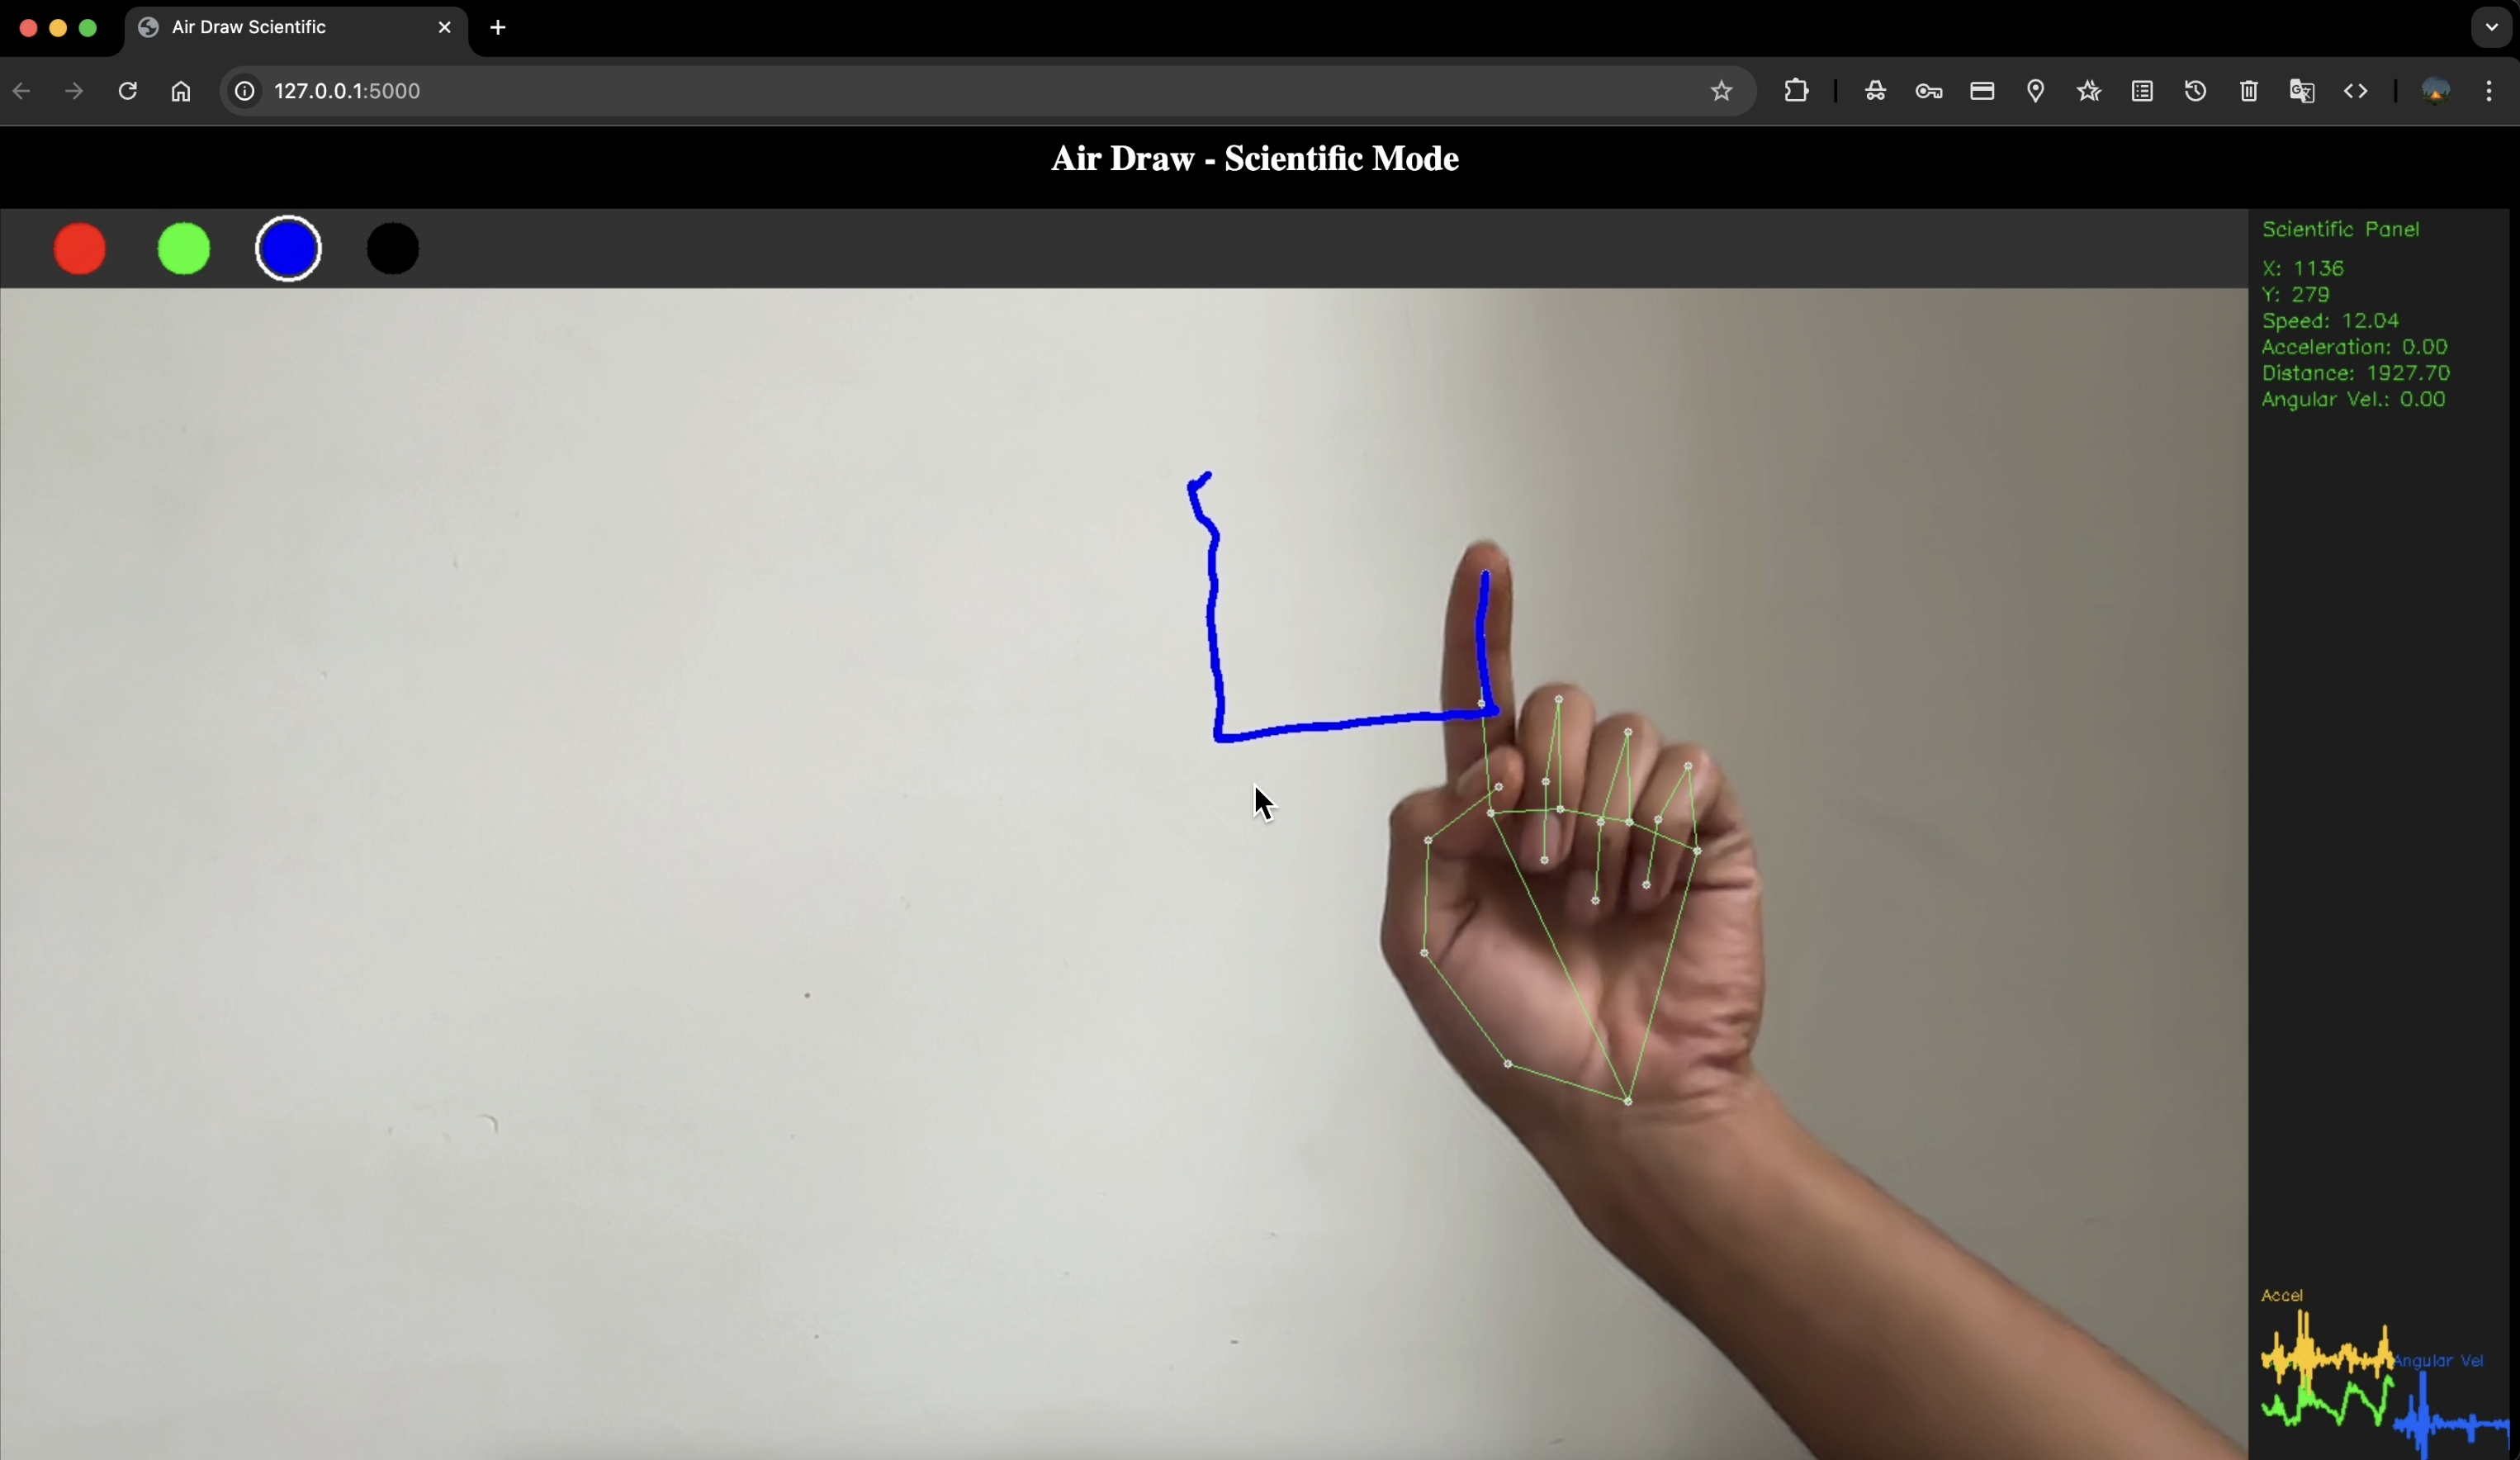 Air Draw Scientific
127.0.0.1:5000
Air Draw - Scientific Mode
Scientific Panel
X: 1136
Y: 279
Speed: 12.04
Acceleration: 0.00
Distance: 1927.70
Angular Vel.: 0.00
Accel
Angular Vel